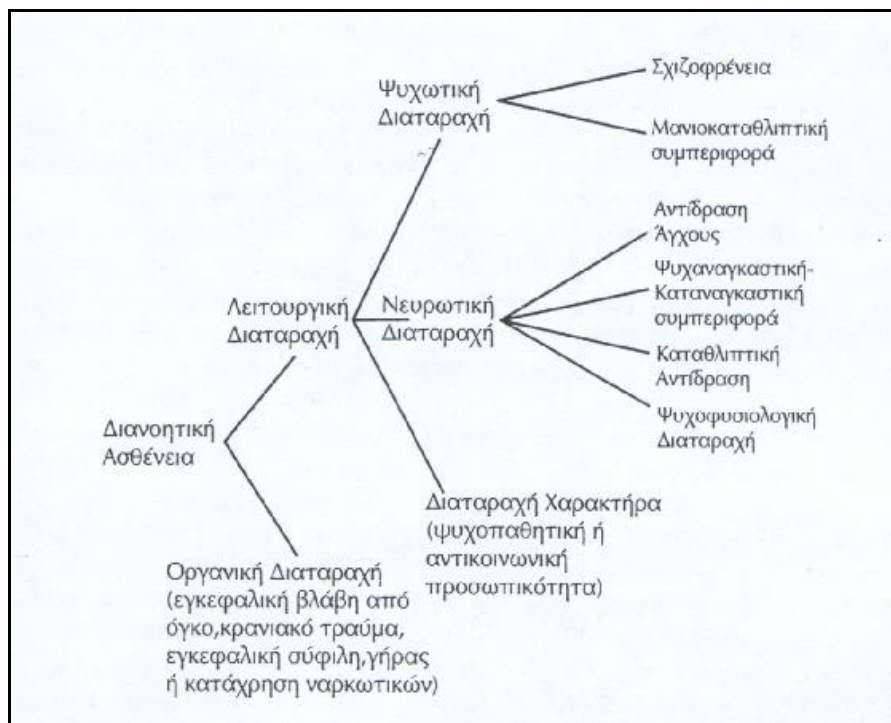 Ψυχωτική
Διαταραχή
Σχιζοφρένεια
Μανιοκαταθλιπτική
συμπεριφορά
Λειτουργική
Διαταραχή
Νευρωτική
Διαταραχή
Αντίδραση
Άγχους
Ψυχαναγκαστική-
Καταναγκαστική
συμπεριφορά
Καταθλιπτική
Αντίδραση
Ψυχοφυσιολογική
Διαταραχή
Διανοητική
Ασθένεια
Διαταραχή Χαρακτήρα
(ψυχοπαθητική ή
αντικοινωνική
προσωπικότητα)
Οργανική Διαταραχή
(εγκεφαλική βλάβη από
όγκο,κρανιακό τραύμα,
εγκεφαλική σύφιλη,γήρας
ή κατάχρηση ναρκωτικών)